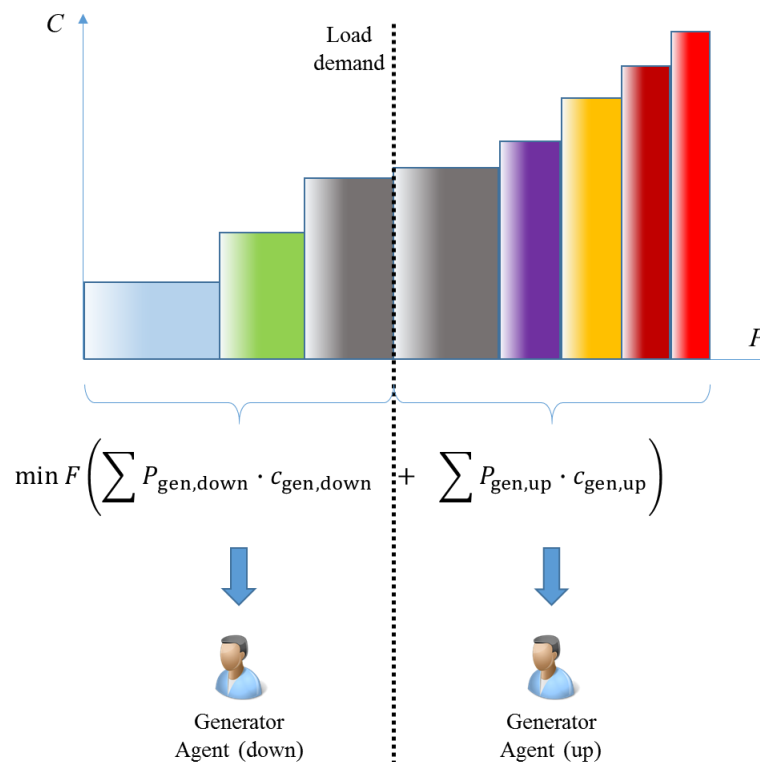 C
Load
demand
P
min F(∑ P_gen,down · c_gen,down + ∑ P_gen,up · c_gen,up)
Generator
Agent (down)
Generator
Agent (up)